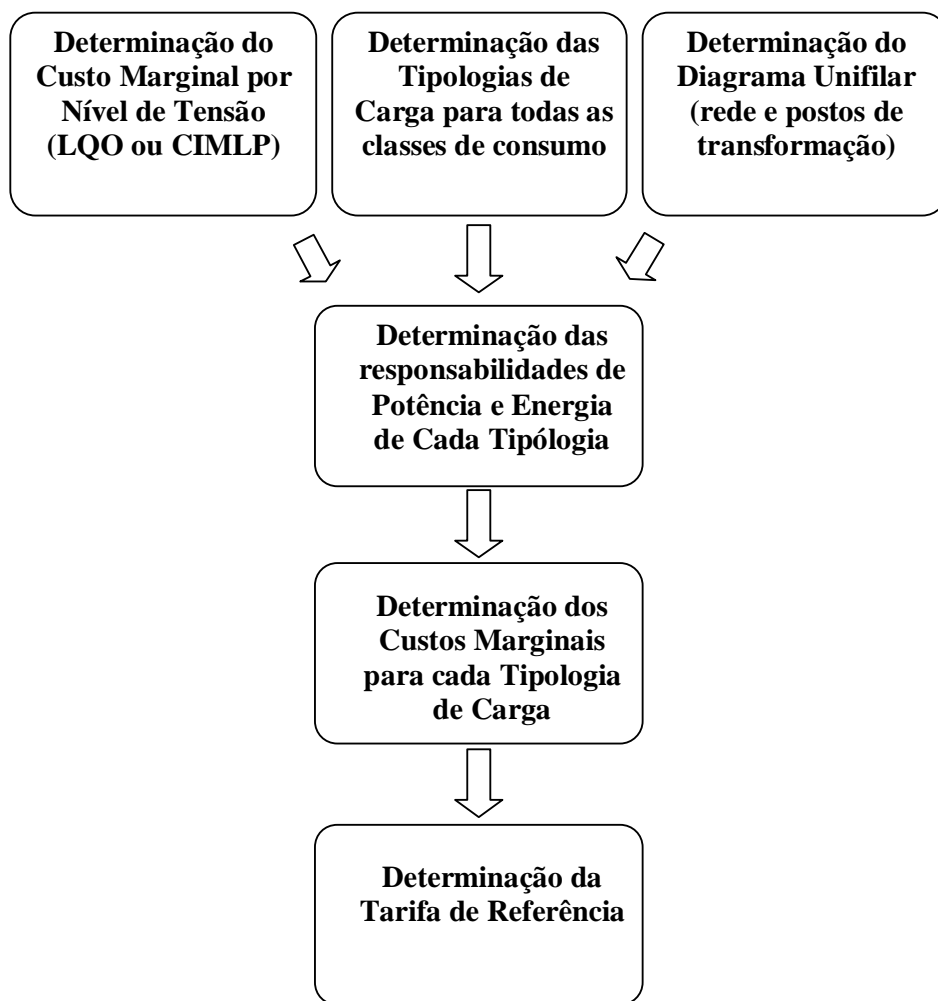 Determinação do
Custo Marginal por
Nível de Tensão
(LQO ou CIMLP)
Determinação das
Tipologias de
Carga para todas as
classes de consumo
Determinação do
Diagrama Unifilar
(rede e postos de
transformação)
Determinação das
responsabilidades de
Potência e Energia
de Cada Tipólogia
Determinação dos
Custos Marginais
para cada Tipologia
de Carga
Determinação da
Tarifa de Referência